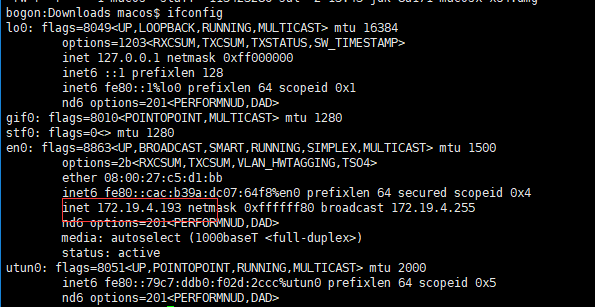 bogon:Downloads macos$ ifconfig
lo0: flags=8049<UP,LOOPBACK,RUNNING,MULTICAST> mtu 16384
options=1203<RXCSUM,TXCSUM,TXSTATUS,SW_TIMESTAMP>
inet 127.0.0.1 netmask 0xff000000
inet6 ::1 prefixlen 128
inet6 fe80::1%lo0 prefixlen 64 scopeid 0x1
nd6 options=201<PERFORMNUD,DAD>
gif0: flags=8010<POINTOPOINT,MULTICAST> mtu 1280
stf0: flags=0<> mtu 1280
en0: flags=8863<UP,BROADCAST,SMART,RUNNING,SIMPLEX,MULTICAST> mtu 1500
options=2b<RXCSUM,TXCSUM,VLAN_HWTAGGING,TSO4>
ether 08:00:27:c5:d1:bb
inet6 fe80::cac:b39a:dc07:64f8%en0 prefixlen 64 secured scopeid 0x4
inet 172.19.4.193 netmask 0xffffff80 broadcast 172.19.4.255
nd6 options=201<PERFORMNUD,DAD>
media: autoselect (1000baseT <full-duplex>)
status: active
utun0: flags=8051<UP,POINTOPOINT,RUNNING,MULTICAST> mtu 2000
inet6 fe80::79c7:ddb0:f02d:2ccc%utun0 prefixlen 64 scopeid 0x5
nd6 options=201<PERFORMNUD,DAD>